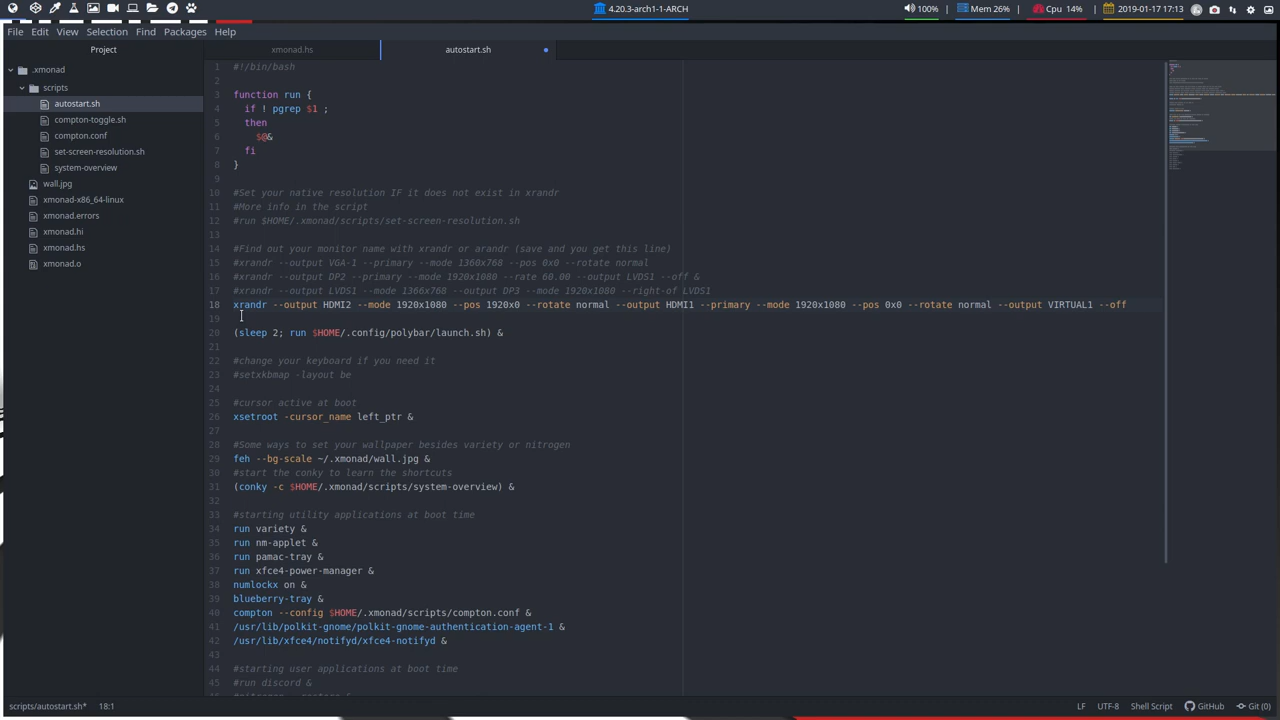 4.20.3-arch1-1-ARCH
100%
Mem 26%
Cpu 14%
2019-01-17 17:13
File Edit View Selection Find Packages Help
Project
xmonad.hs
autostart.sh
.xmonad
scripts
autostart.sh
compton-toggle.sh
compton.conf
set-screen-resolution.sh
system-overview
wall.jpg
xmonad-x86_64-linux
xmonad.errors
xmonad.hi
xmonad.hs
xmonad.o
1 #!/bin/bash
2
3 function run {
4 if ! pgrep $1 ;
5 then
6 $@&
7 fi
8 }
9
10 #Set your native resolution IF it does not exist in xrandr
11 #More info in the script
12 #run $HOME/.xmonad/scripts/set-screen-resolution.sh
13
14 #Find out your monitor name with xrandr or arandr (save and you get this line)
15 #xrandr --output VGA-1 --primary --mode 1360x768 --pos 0x0 --rotate normal
16 #xrandr --output DP2 --primary --mode 1920x1080 --rate 60.00 --output LVDS1 --off &
17 #xrandr --output LVDS1 --mode 1366x768 --output DP3 --mode 1920x1080 --right-of LVDS1
18 xrandr --output HDMI2 --mode 1920x1080 --pos 1920x0 --rotate normal --output HDMI1 --primary --mode 1920x1080 --pos 0x0 --rotate normal --output VIRTUAL1 --off
19
20 (sleep 2; run $HOME/.config/polybar/launch.sh) &
21
22 #change your keyboard if you need it
23 #setxkbmap -layout be
24
25 #cursor active at boot
26 xsetroot -cursor_name left_ptr &
27
28 #Some ways to set your wallpaper besides variety or nitrogen
29 feh --bg-scale ~/.xmonad/wall.jpg &
30 #start the conky to learn the shortcuts
31 (conky -c $HOME/.xmonad/scripts/system-overview) &
32
33 #starting utility applications at boot time
34 run variety &
35 run nm-applet &
36 run pamac-tray &
37 run xfce4-power-manager &
38 numlockx on &
39 blueberry-tray &
40 compton --config $HOME/.xmonad/scripts/compton.conf &
41 /usr/lib/polkit-gnome/polkit-gnome-authentication-agent-1 &
42 /usr/lib/xfce4/notifyd/xfce4-notifyd &
43
44 #starting user applications at boot time
45 #run discord &
scripts/autostart.sh* 18:1
LF UTF-8 Shell Script GitHub Git (0)